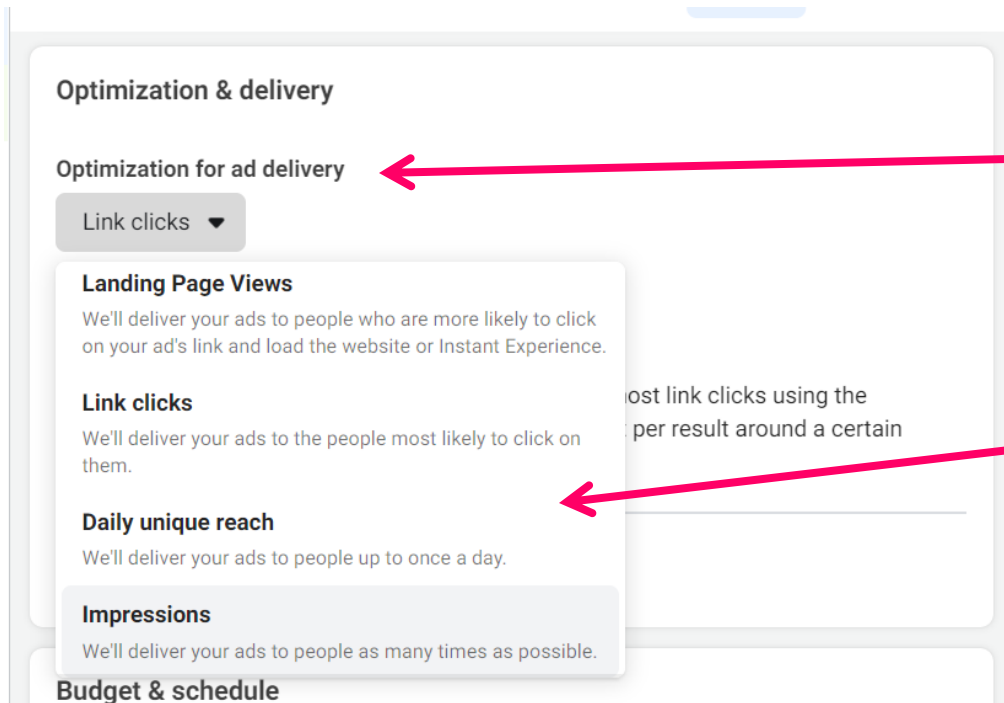 Optimization & delivery
Optimization for ad delivery
Link clicks
Landing Page Views
We'll deliver your ads to people who are more likely to click
on your ad's link and load the website or Instant Experience.
Link clicks
We'll deliver your ads to the people most likely to click on
them.
ost link clicks using the
per result around a certain
Daily unique reach
We'll deliver your ads to people up to once a day.
Impressions
We'll deliver your ads to people as many times as possible.
Budget & schedule